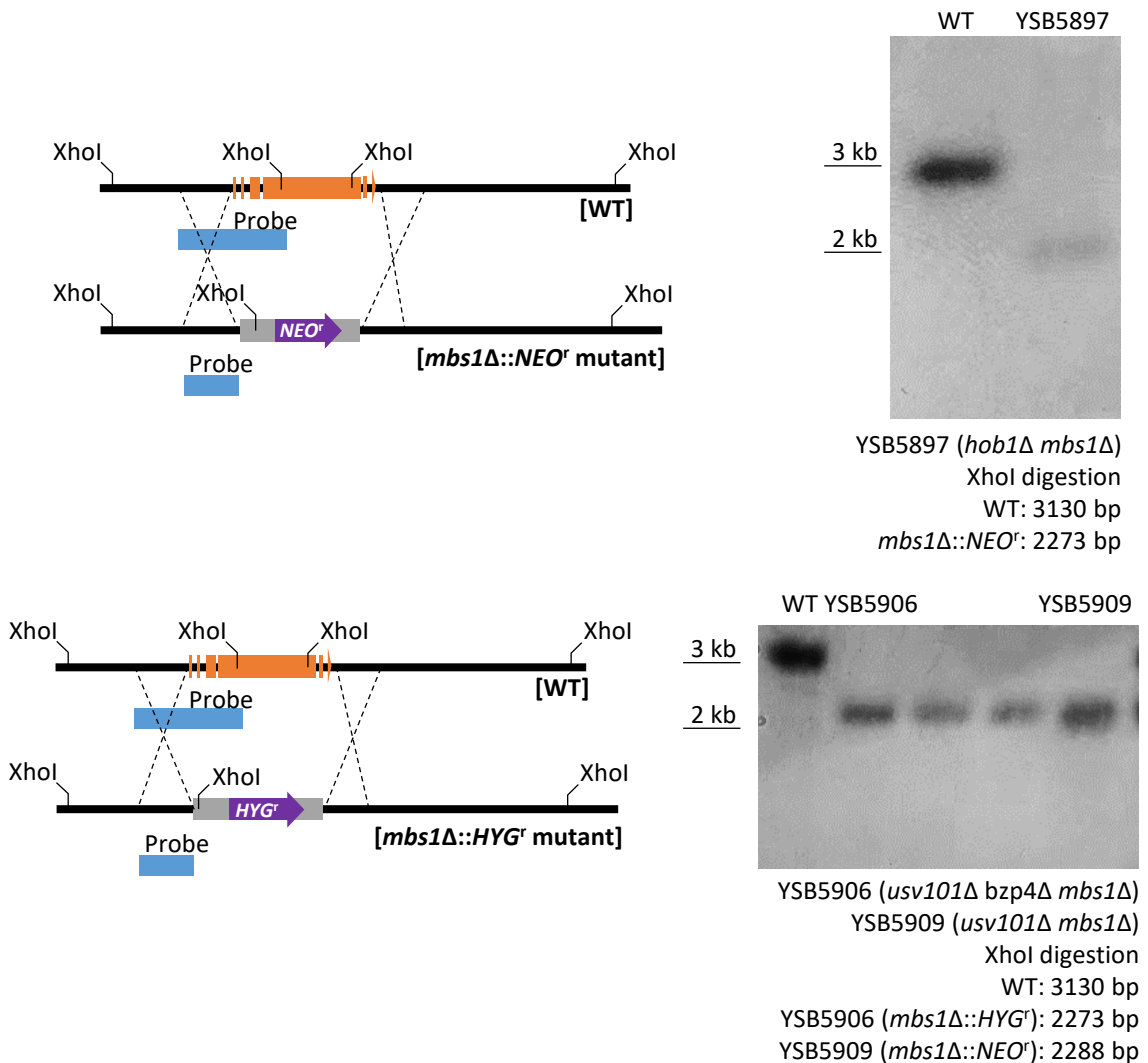 WT YSB5897
XhoI XhoI XhoI XhoI
3 kb
[WT]
Probe
2 kb
XhoI XhoI XhoI
NEOʳ
[mbs1Δ::NEOʳ mutant]
Probe
YSB5897 (hob1Δ mbs1Δ)
XhoI digestion
WT: 3130 bp
mbs1Δ::NEOʳ: 2273 bp
WT YSB5906 YSB5909
XhoI XhoI XhoI XhoI
3 kb
[WT]
Probe
2 kb
XhoI XhoI XhoI
HYGʳ
[mbs1Δ::HYGʳ mutant]
Probe
YSB5906 (usv101Δ bzp4Δ mbs1Δ)
YSB5909 (usv101Δ mbs1Δ)
XhoI digestion
WT: 3130 bp
YSB5906 (mbs1Δ::HYGʳ): 2273 bp
YSB5909 (mbs1Δ::NEOʳ): 2288 bp